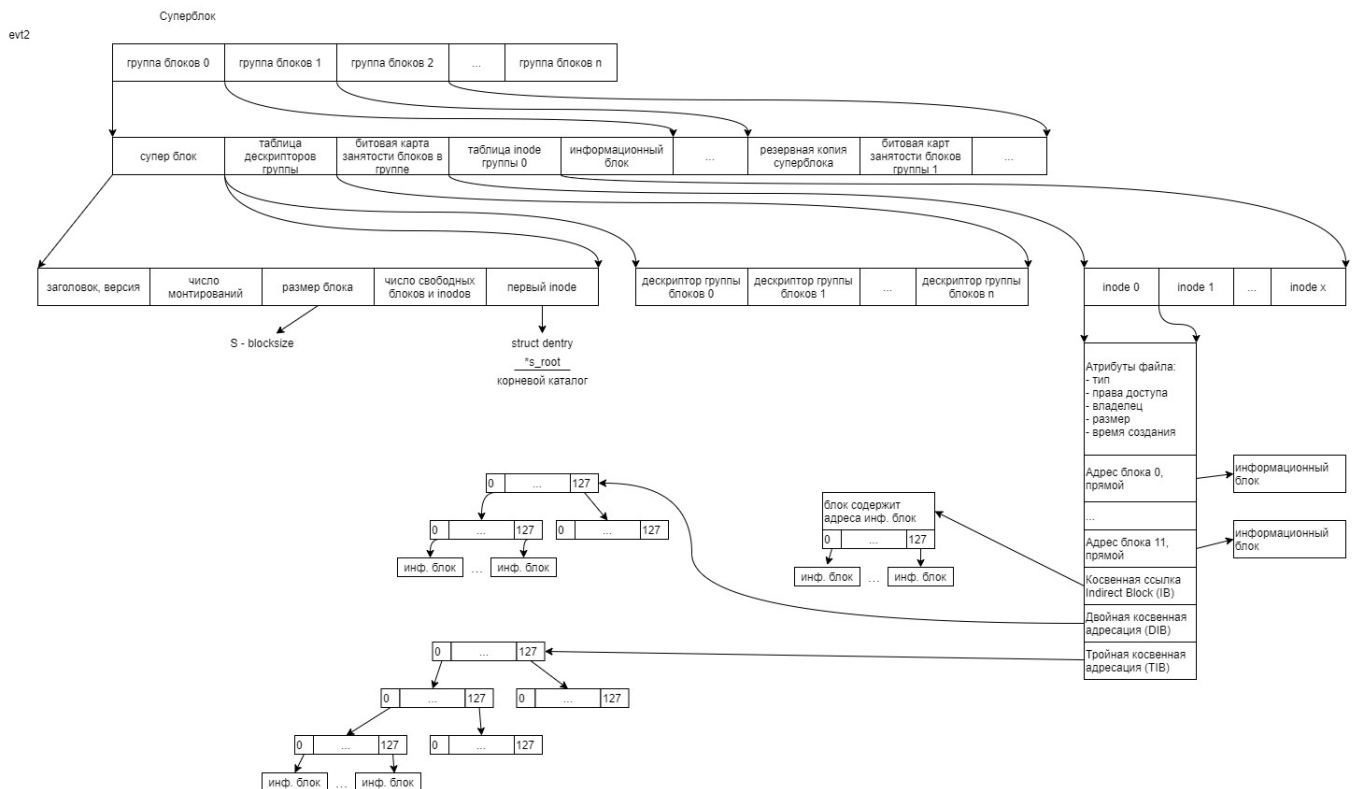 Суперблок
evt2
группа блоков 0
группа блоков 1
группа блоков 2
...
группа блоков n
супер блок
таблица
дескрипторов
группы
битовая карта
занятости блоков в
группе
таблица inode
группы 0
информационный
блок
...
резервная копия
суперблока
битовая карт
занятости блоков
группы 1
...
заголовок, версия
число
монтирований
размер блока
число свободных
блоков и inodов
первый inode
дескриптор группы
блоков 0
дескриптор группы
блоков 1
...
дескриптор группы
блоков n
inode 0
inode 1
...
inode x
S - blocksize
struct dentry
*s_root
корневой каталог
Атрибуты файла:
- тип
- права доступа
- владелец
- размер
- время создания
Адрес блока 0,
прямой
информационный
блок
...
Адрес блока 11,
прямой
информационный
блок
Косвенная ссылка
Indirect Block (IB)
Двойная косвенная
адресация (DIB)
Тройная косвенная
адресация (TIB)
блок содержит
адреса инф. блок
0 ... 127
инф. блок ... инф. блок
0 ... 127
0 ... 127
0 ... 127
инф. блок ... инф. блок
0 ... 127
0 ... 127
0 ... 127
0 ... 127
0 ... 127
инф. блок ... инф. блок